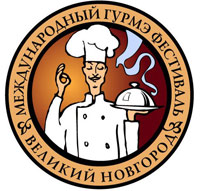 МЕЖДУНАРОДНЫЙ ГУРМЭ ФЕСТИВАЛЬ
ВЕЛИКИЙ НОВГОРОД